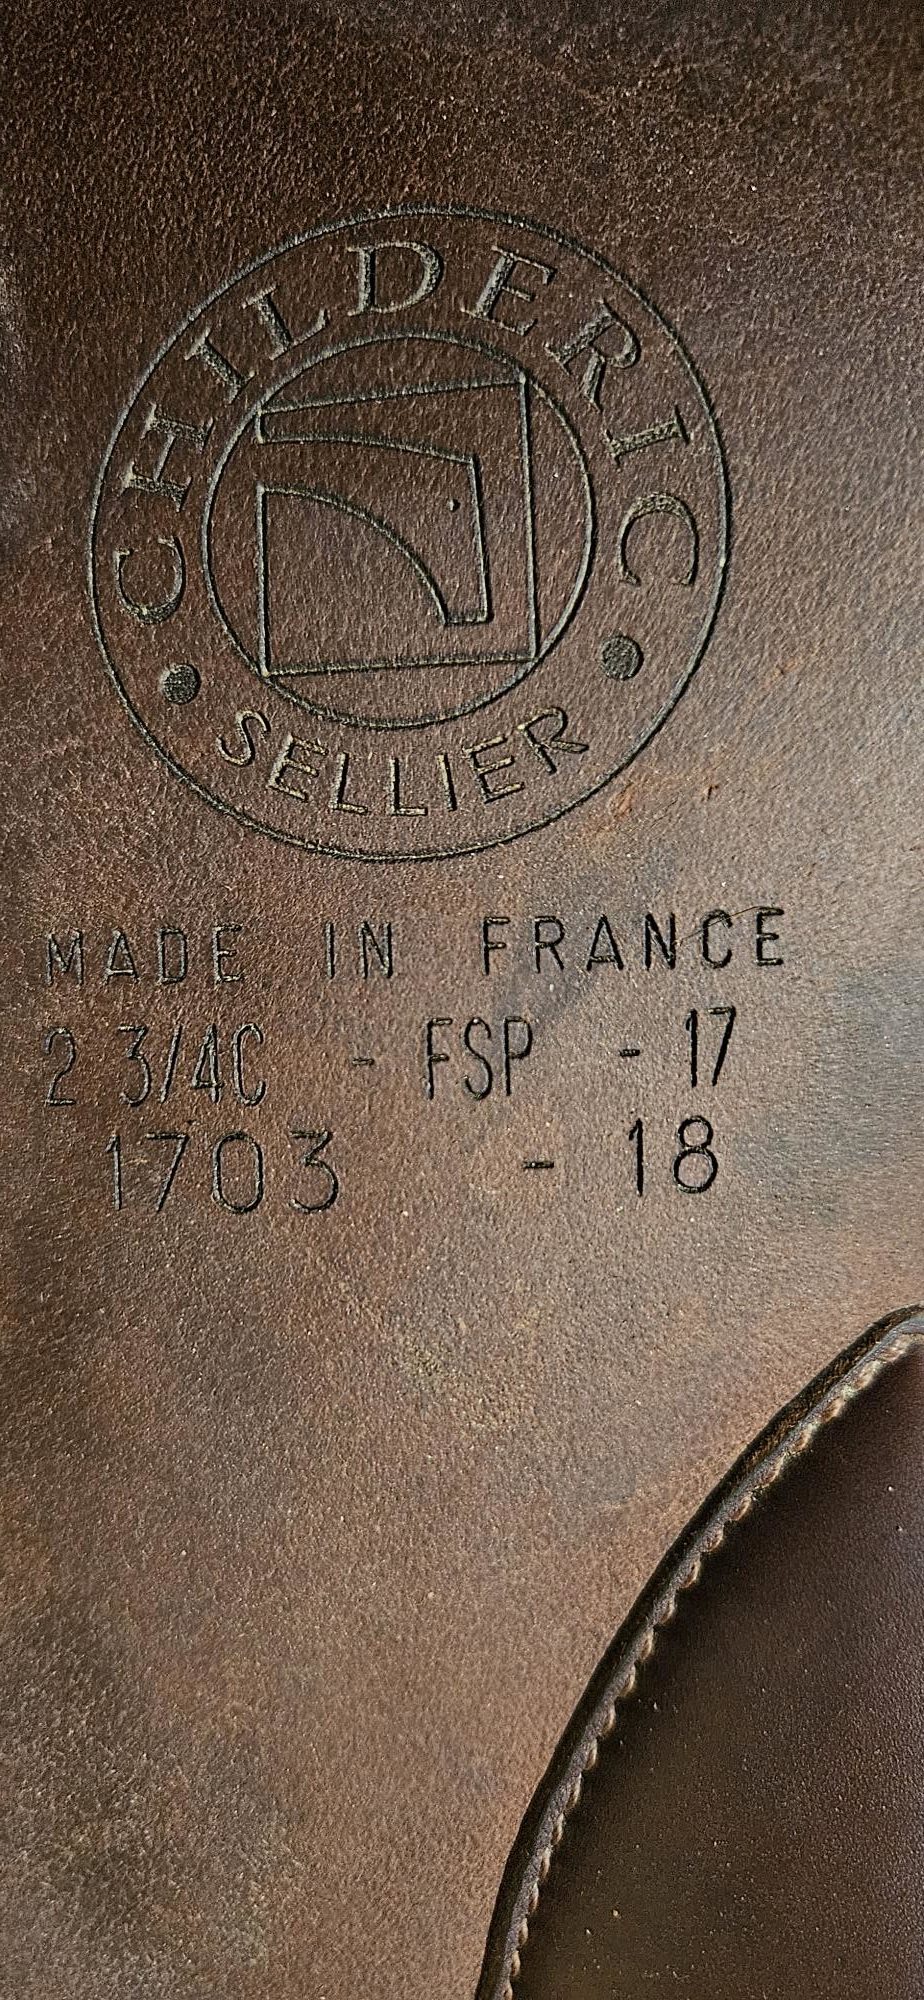 CHILDERIC
SELLIER
MADE IN FRANCE
2 3/4C - FSP - 17
1703 - 18